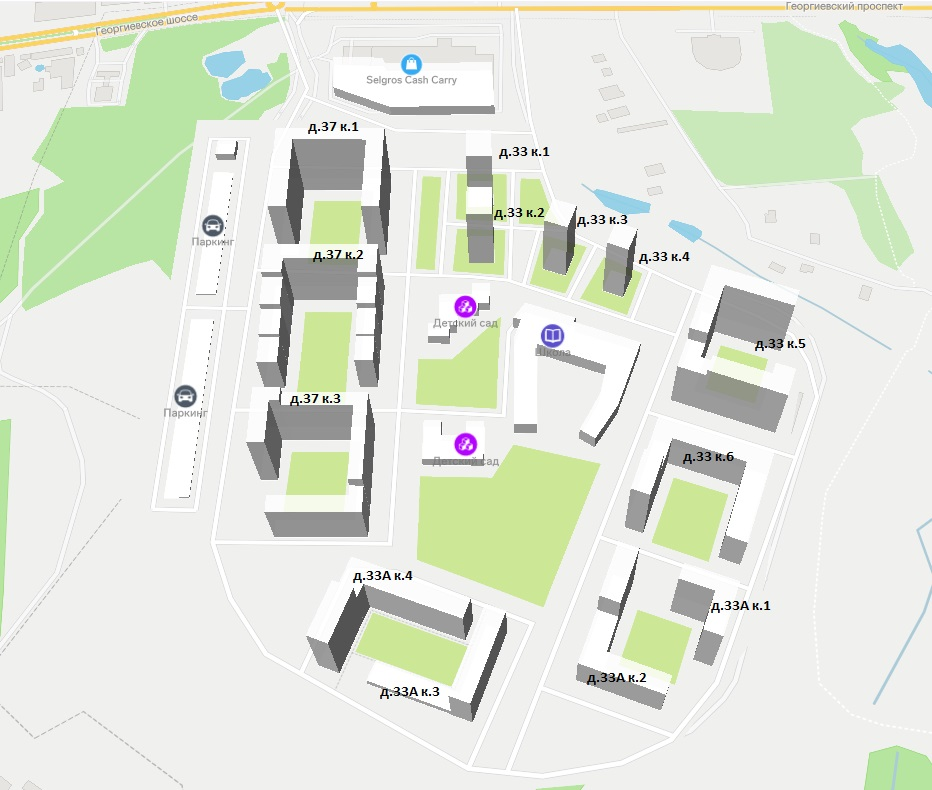 Георгиевское шоссе
Георгиевский проспект
Selgros Cash Carry
д.37 к.1
д.33 к.1
д.33 к.2
д.33 к.3
Паркинг
д.37 к.2
д.33 к.4
Детский сад
д.33 к.5
Школа
д.37 к.3
Паркинг
д.33 к.6
Детский сад
д.33А к.4
д.33А к.1
д.33А к.2
д.33А к.3